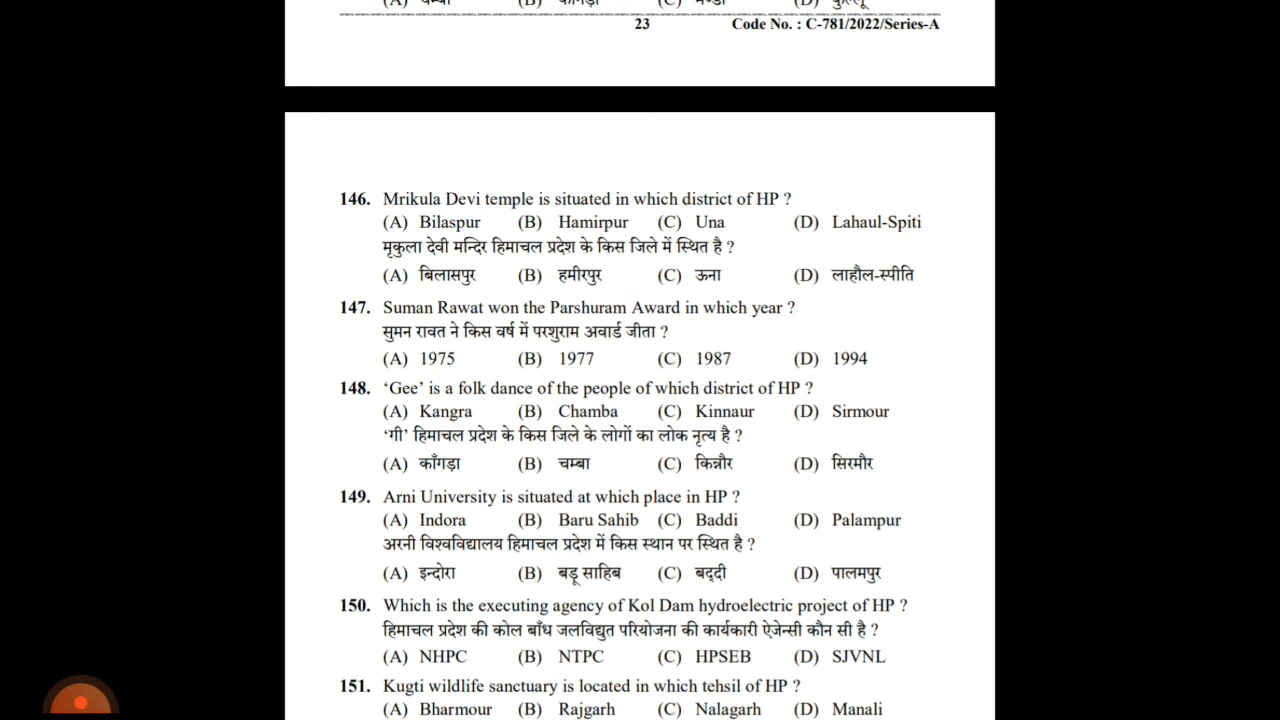 (A) चम्बा (B) काँगड़ा (C) मण्डी (D) कुल्लू
23 Code No. : C-781/2022/Series-A
146. Mrikula Devi temple is situated in which district of HP ?
(A) Bilaspur (B) Hamirpur (C) Una (D) Lahaul-Spiti
मृकुला देवी मन्दिर हिमाचल प्रदेश के किस जिले में स्थित है ?
(A) बिलासपुर (B) हमीरपुर (C) ऊना (D) लाहौल-स्पीति
147. Suman Rawat won the Parshuram Award in which year ?
सुमन रावत ने किस वर्ष में परशुराम अवार्ड जीता ?
(A) 1975 (B) 1977 (C) 1987 (D) 1994
148. ‘Gee’ is a folk dance of the people of which district of HP ?
(A) Kangra (B) Chamba (C) Kinnaur (D) Sirmour
‘गी’ हिमाचल प्रदेश के किस जिले के लोगों का लोक नृत्य है ?
(A) काँगड़ा (B) चम्बा (C) किन्नौर (D) सिरमौर
149. Arni University is situated at which place in HP ?
(A) Indora (B) Baru Sahib (C) Baddi (D) Palampur
अरनी विश्वविद्यालय हिमाचल प्रदेश में किस स्थान पर स्थित है ?
(A) इन्दोरा (B) बड़ू साहिब (C) बद्दी (D) पालमपुर
150. Which is the executing agency of Kol Dam hydroelectric project of HP ?
हिमाचल प्रदेश की कोल बाँध जलविद्युत परियोजना की कार्यकारी ऐजेन्सी कौन सी है ?
(A) NHPC (B) NTPC (C) HPSEB (D) SJVNL
151. Kugti wildlife sanctuary is located in which tehsil of HP ?
(A) Bharmour (B) Rajgarh (C) Nalagarh (D) Manali